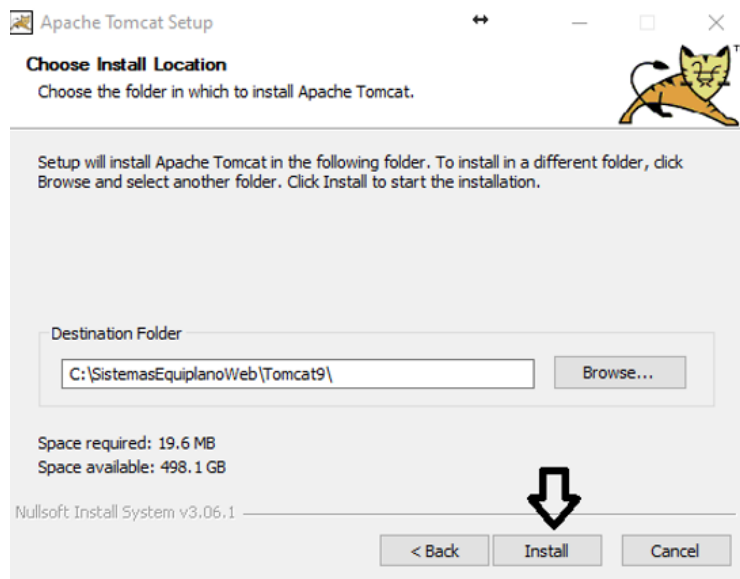 Apache Tomcat Setup
Choose Install Location
Choose the folder in which to install Apache Tomcat.
TM
Setup will install Apache Tomcat in the following folder. To install in a different folder, click
Browse and select another folder. Click Install to start the installation.
Destination Folder
C:\SistemasEquiplanoWeb\Tomcat9\
Browse...
Space required: 19.6 MB
Space available: 498.1 GB
Nullsoft Install System v3.06.1
< Back
Install
Cancel